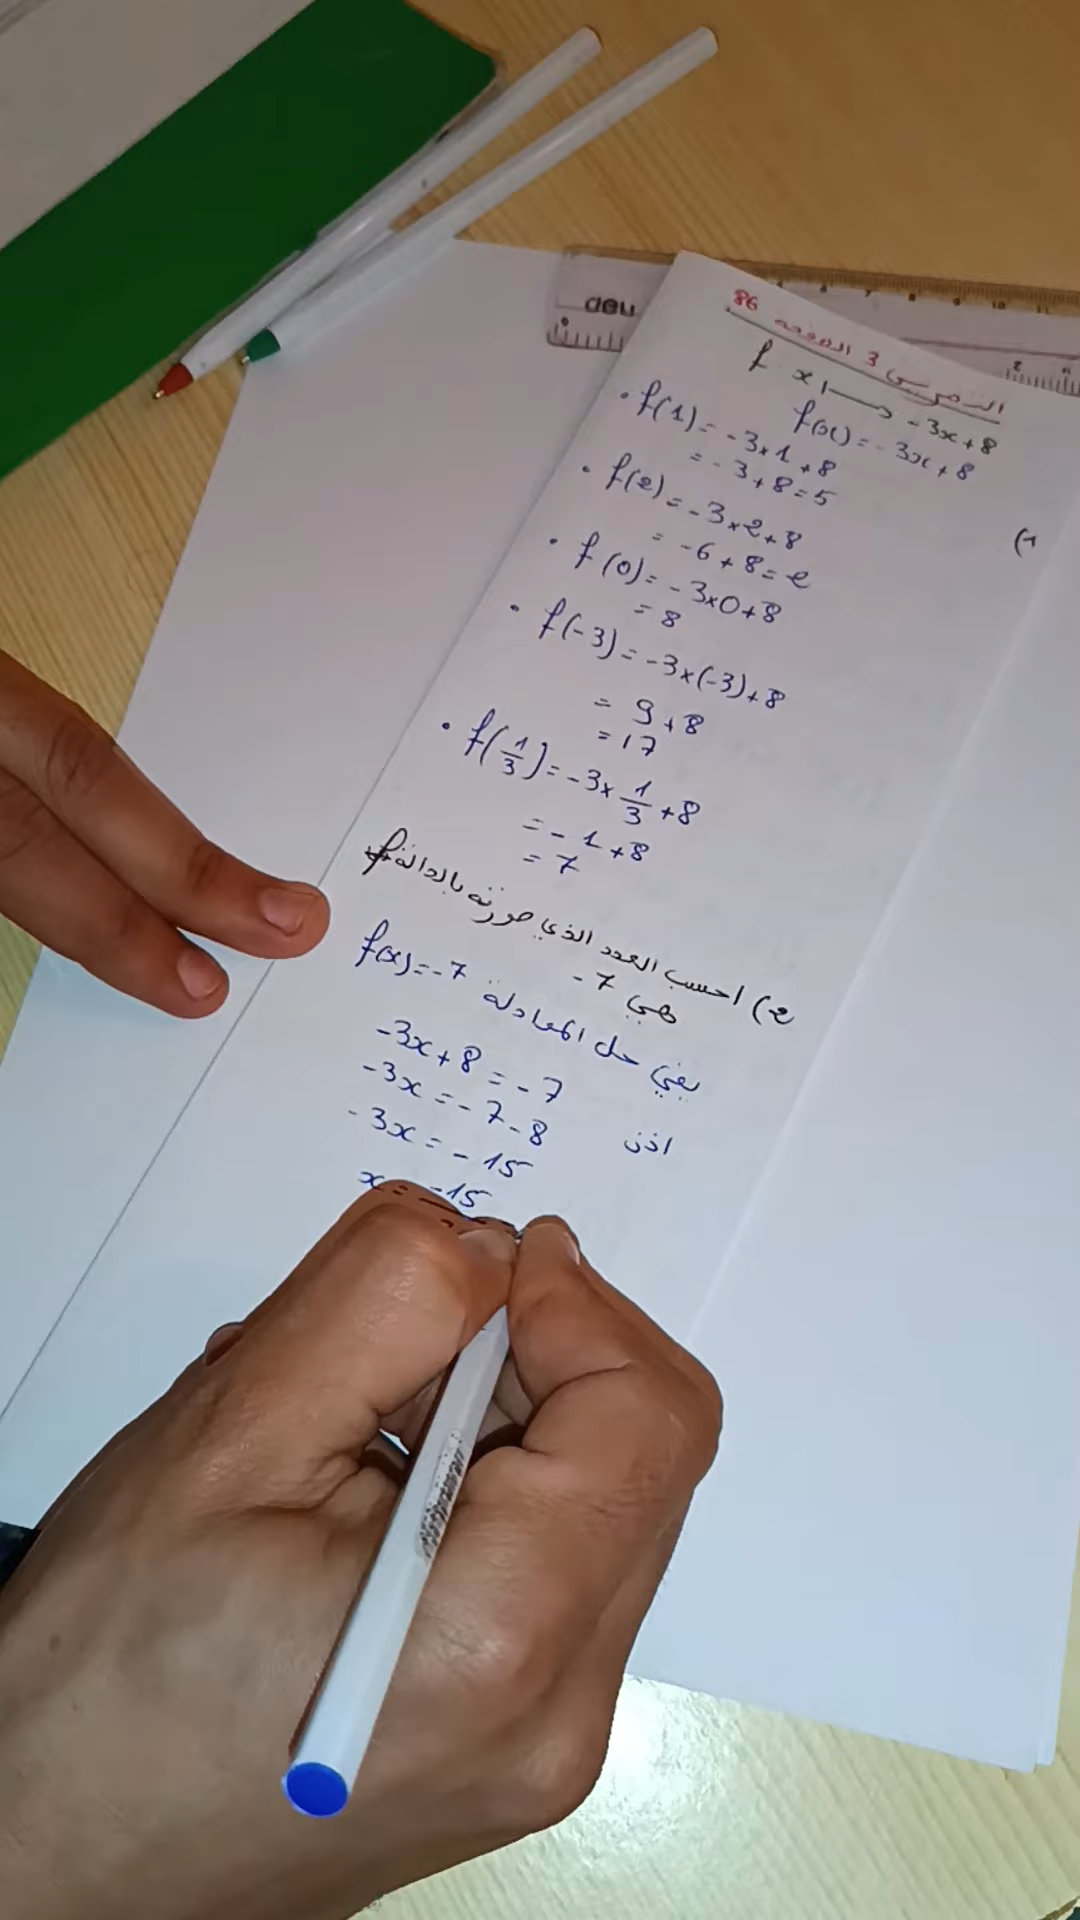 التمرين 3 الصفحة 86
f x ⟼ -3x+8
f(x) = -3x+8
(1
• f(1) = -3×1+8
= -3+8=5
• f(2) = -3×2+8
= -6+8=2
• f(0) = -3×0+8
= 8
• f(-3) = -3×(-3)+8
= 9+8
= 17
• f(1/3) = -3×1/3+8
= -1+8
= 7
2) احسب العدد الذي صورته بالدالة f
هي -7
يعني حل المعادلة f(x)=-7
-3x+8=-7
اذن -3x=-7-8
-3x=-15
x= -15